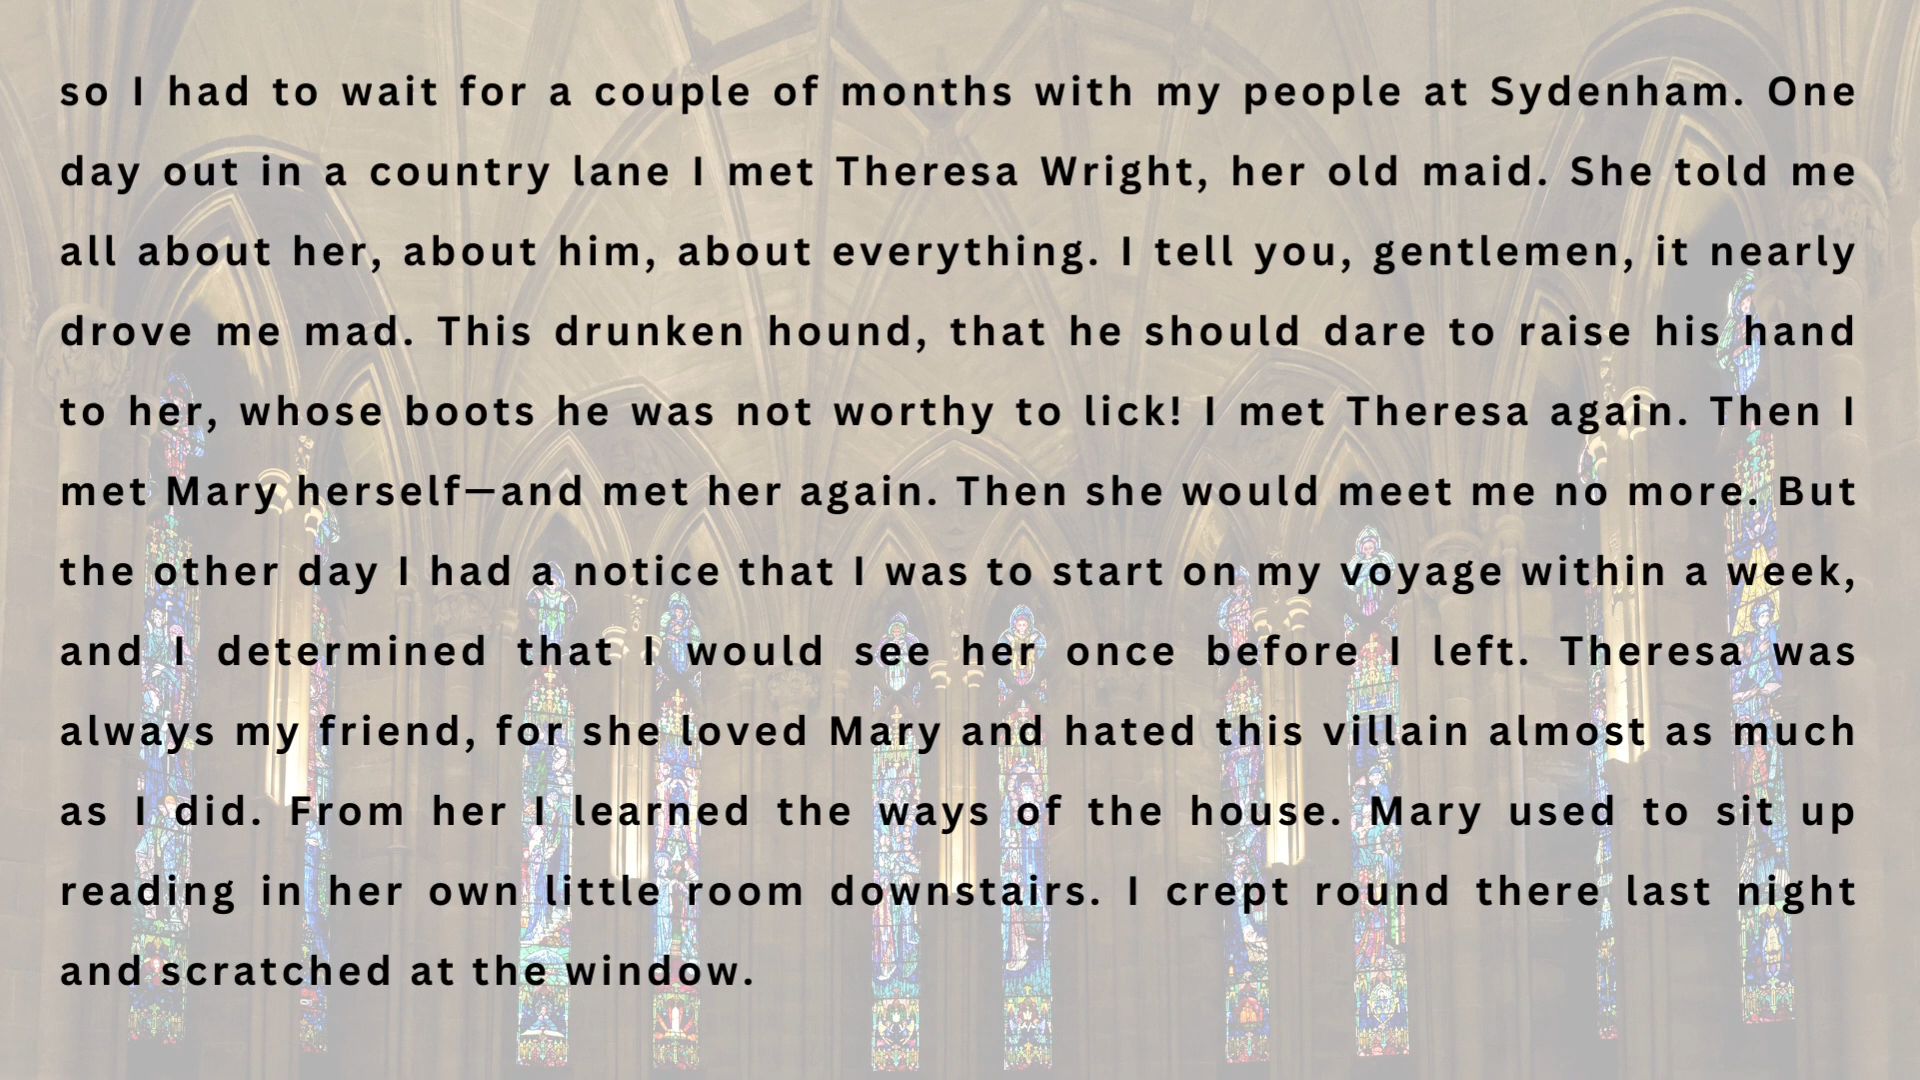 so I had to wait for a couple of months with my people at Sydenham. One
day out in a country lane I met Theresa Wright, her old maid. She told me
all about her, about him, about everything. I tell you, gentlemen, it nearly
drove me mad. This drunken hound, that he should dare to raise his hand
to her, whose boots he was not worthy to lick! I met Theresa again. Then I
met Mary herself—and met her again. Then she would meet me no more. But
the other day I had a notice that I was to start on my voyage within a week,
and I determined that I would see her once before I left. Theresa was
always my friend, for she loved Mary and hated this villain almost as much
as I did. From her I learned the ways of the house. Mary used to sit up
reading in her own little room downstairs. I crept round there last night
and scratched at the window.